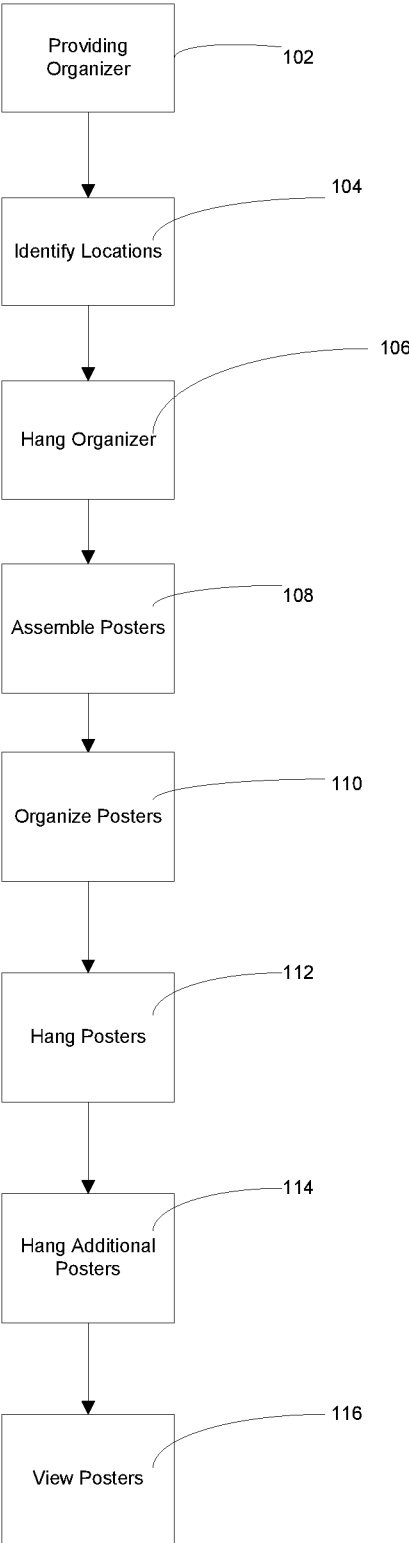 Providing
Organizer
102
104
Identify Locations
106
Hang Organizer
108
Assemble Posters
110
Organize Posters
112
Hang Posters
114
Hang Additional
Posters
116
View Posters